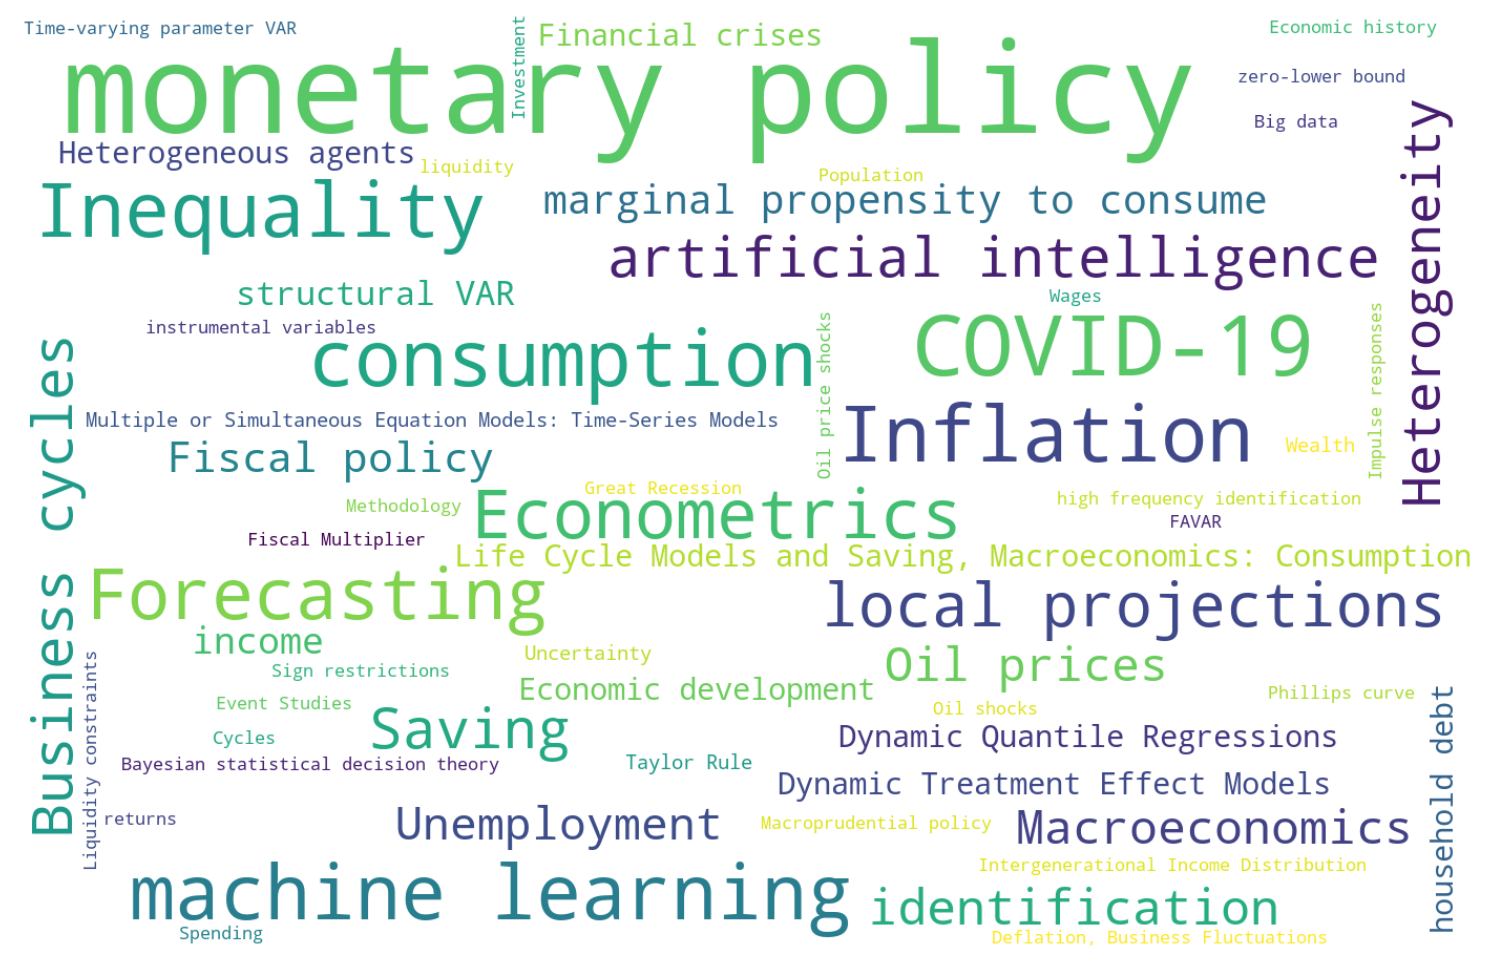 Time-varying parameter VAR
Investment
Financial crises
Economic history
monetary policy
zero-lower bound
Big data
Heterogeneous agents
liquidity
Population
Heterogeneity
Inequality
marginal propensity to consume
artificial intelligence
structural VAR
Wages
instrumental variables
consumption
Oil price shocks
COVID-19
Impulse responses
Business cycles
Multiple or Simultaneous Equation Models: Time-Series Models
Inflation
Wealth
Fiscal policy
Great Recession
Methodology
Econometrics
high frequency identification
FAVAR
Fiscal Multiplier
Life Cycle Models and Saving, Macroeconomics: Consumption
Forecasting
local projections
income
Uncertainty
Oil prices
Sign restrictions
Economic development
Phillips curve
Event Studies
Oil shocks
Saving
Cycles
Dynamic Quantile Regressions
Bayesian statistical decision theory
Taylor Rule
Dynamic Treatment Effect Models
household debt
Liquidity constraints
returns
Unemployment
Macroprudential policy
Macroeconomics
Intergenerational Income Distribution
machine learning
identification
Spending
Deflation, Business Fluctuations